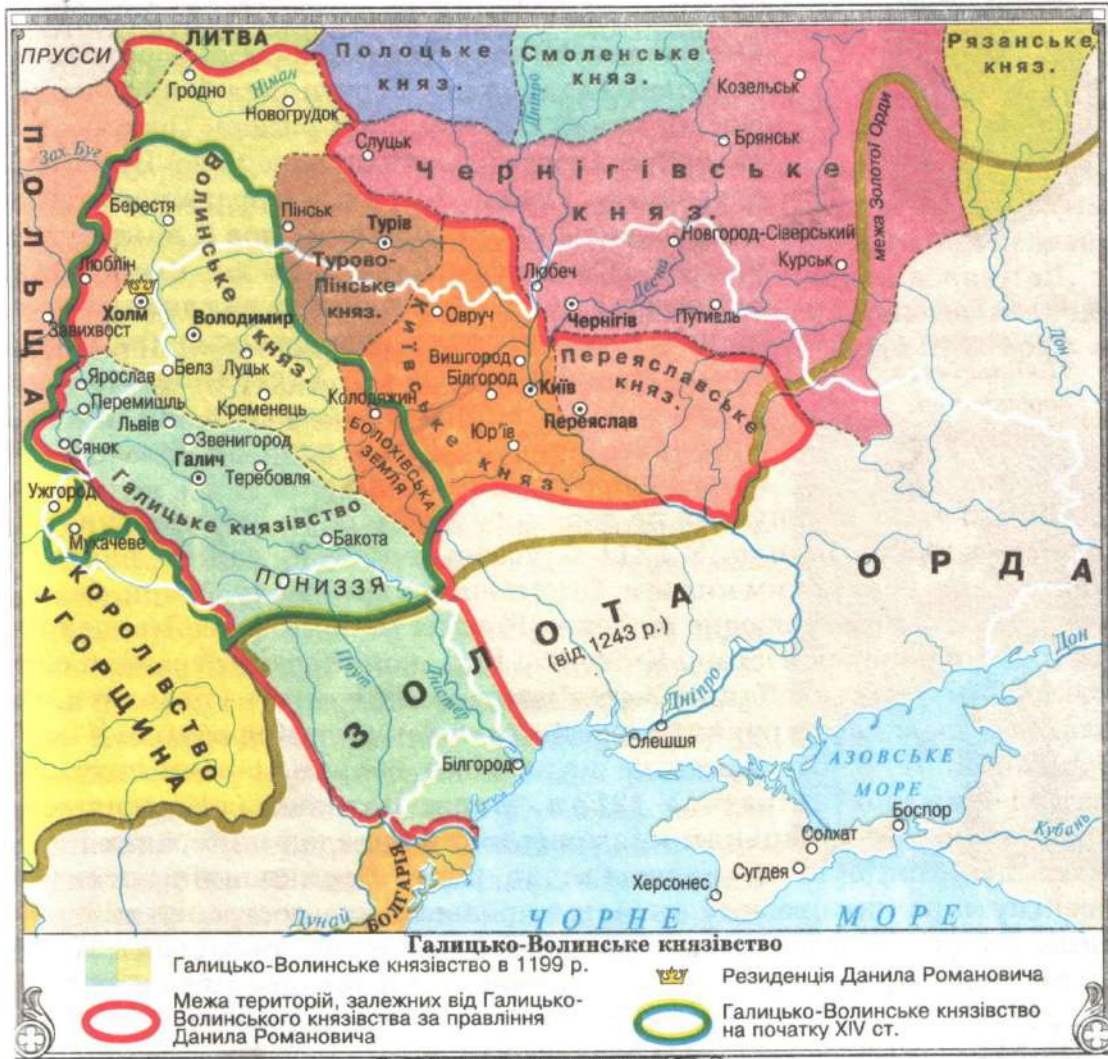 ПРУССИ
ЛИТВА
Полоцьке
княз.
Смоленське
княз.
Рязанське
княз.
Гродно
Німан
Новогрудок
Дніпро
Козельськ
Слуцьк
Брянськ
Чернігівське
княз.
межа Золотої Орди
ПОЛЬЩА
Зах. Буг
Волинське
княз.
Берестя
Пінськ
Турів
Турово-
Пінське
княз.
Новгород-Сіверський
Курськ
Люблін
Любеч
Десна
Холм
Завихвост
Володимир
Овруч
Чернігів
Путивль
Дон
Київське
княз.
Вишгород
Білгород
Київ
Переяславське
княз.
Переяслав
Белз
Луцьк
Ярослав
Перемишль
Кременець
Колодяжин
Львів
Звенигород
БОЛОХІВСЬКА
ЗЕМЛЯ
Юр'їв
Сянок
Галич
Теребовля
Ужгород
Галицьке князівство
Мукачеве
Бакота
ПОНИЗЗЯ
КОРОЛІВСТВО
УГОРЩИНА
ЗОЛОТА ОРДА
(від 1243 р.)
Прут
Дністер
Дніпро
Дон
Олешшя
Білгород
АЗОВСЬКЕ
МОРЕ
Боспор
Солхат
Кубань
Сугдея
Херсонес
БОЛГАРІЯ
Дунай
ЧОРНЕ МОРЕ
Галицько-Волинське князівство
Галицько-Волинське князівство в 1199 р.
Резиденція Данила Романовича
Межа територій, залежних від Галицько-
Волинського князівства за правління
Данила Романовича
Галицько-Волинське князівство
на початку XIV ст.